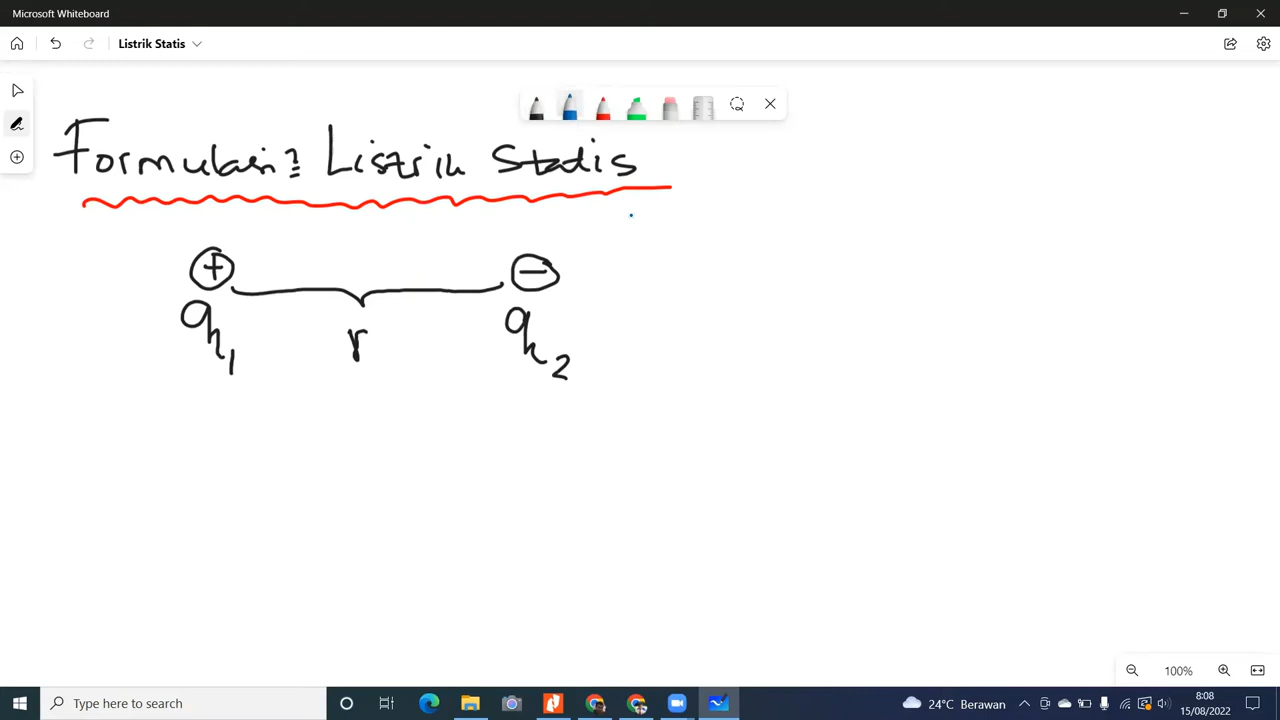 Microsoft Whiteboard
Listrik Statis
Formulasi2 Listrik Statis
+ −
q1 r q2
100%
Type here to search
24°C Berawan
8:08
15/08/2022